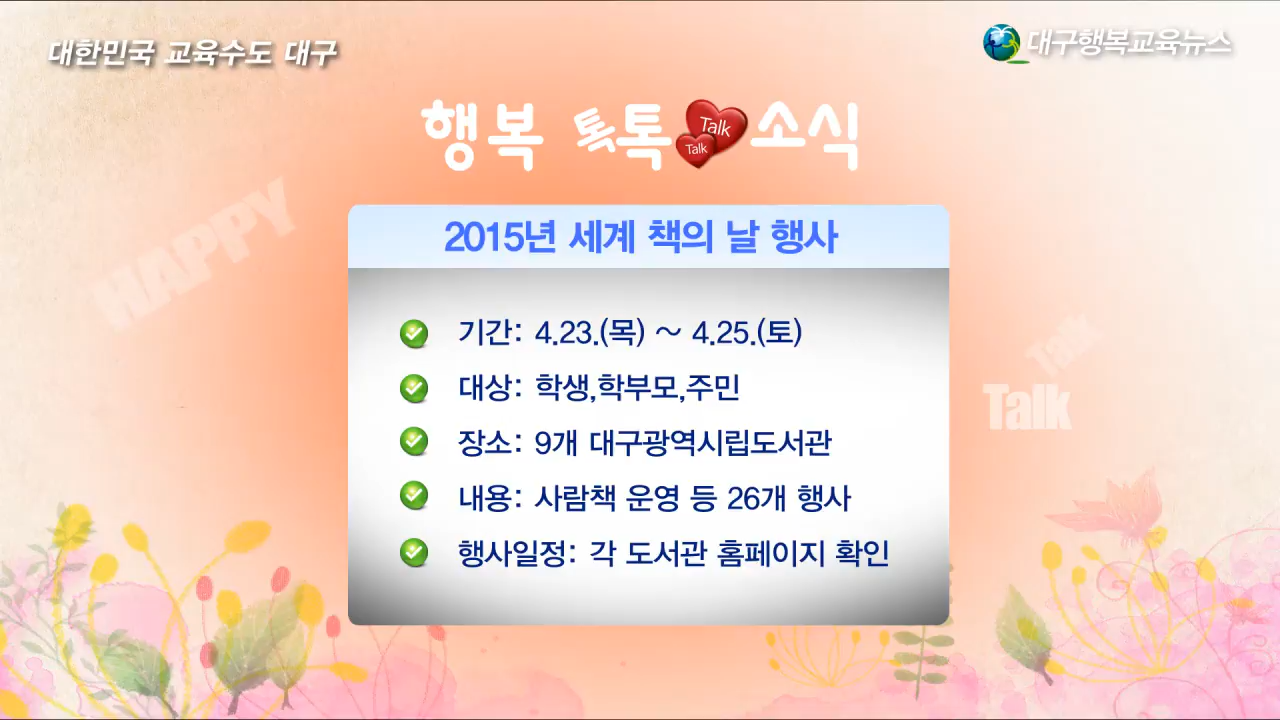 대한민국 교육수도 대구
대구행복교육뉴스
행복 톡톡 Talk Talk 소식
HAPPY
2015년 세계 책의 날 행사
기간: 4.23.(목) ~ 4.25.(토)
대상: 학생,학부모,주민
장소: 9개 대구광역시립도서관
내용: 사람책 운영 등 26개 행사
행사일정: 각 도서관 홈페이지 확인
Talk
Talk